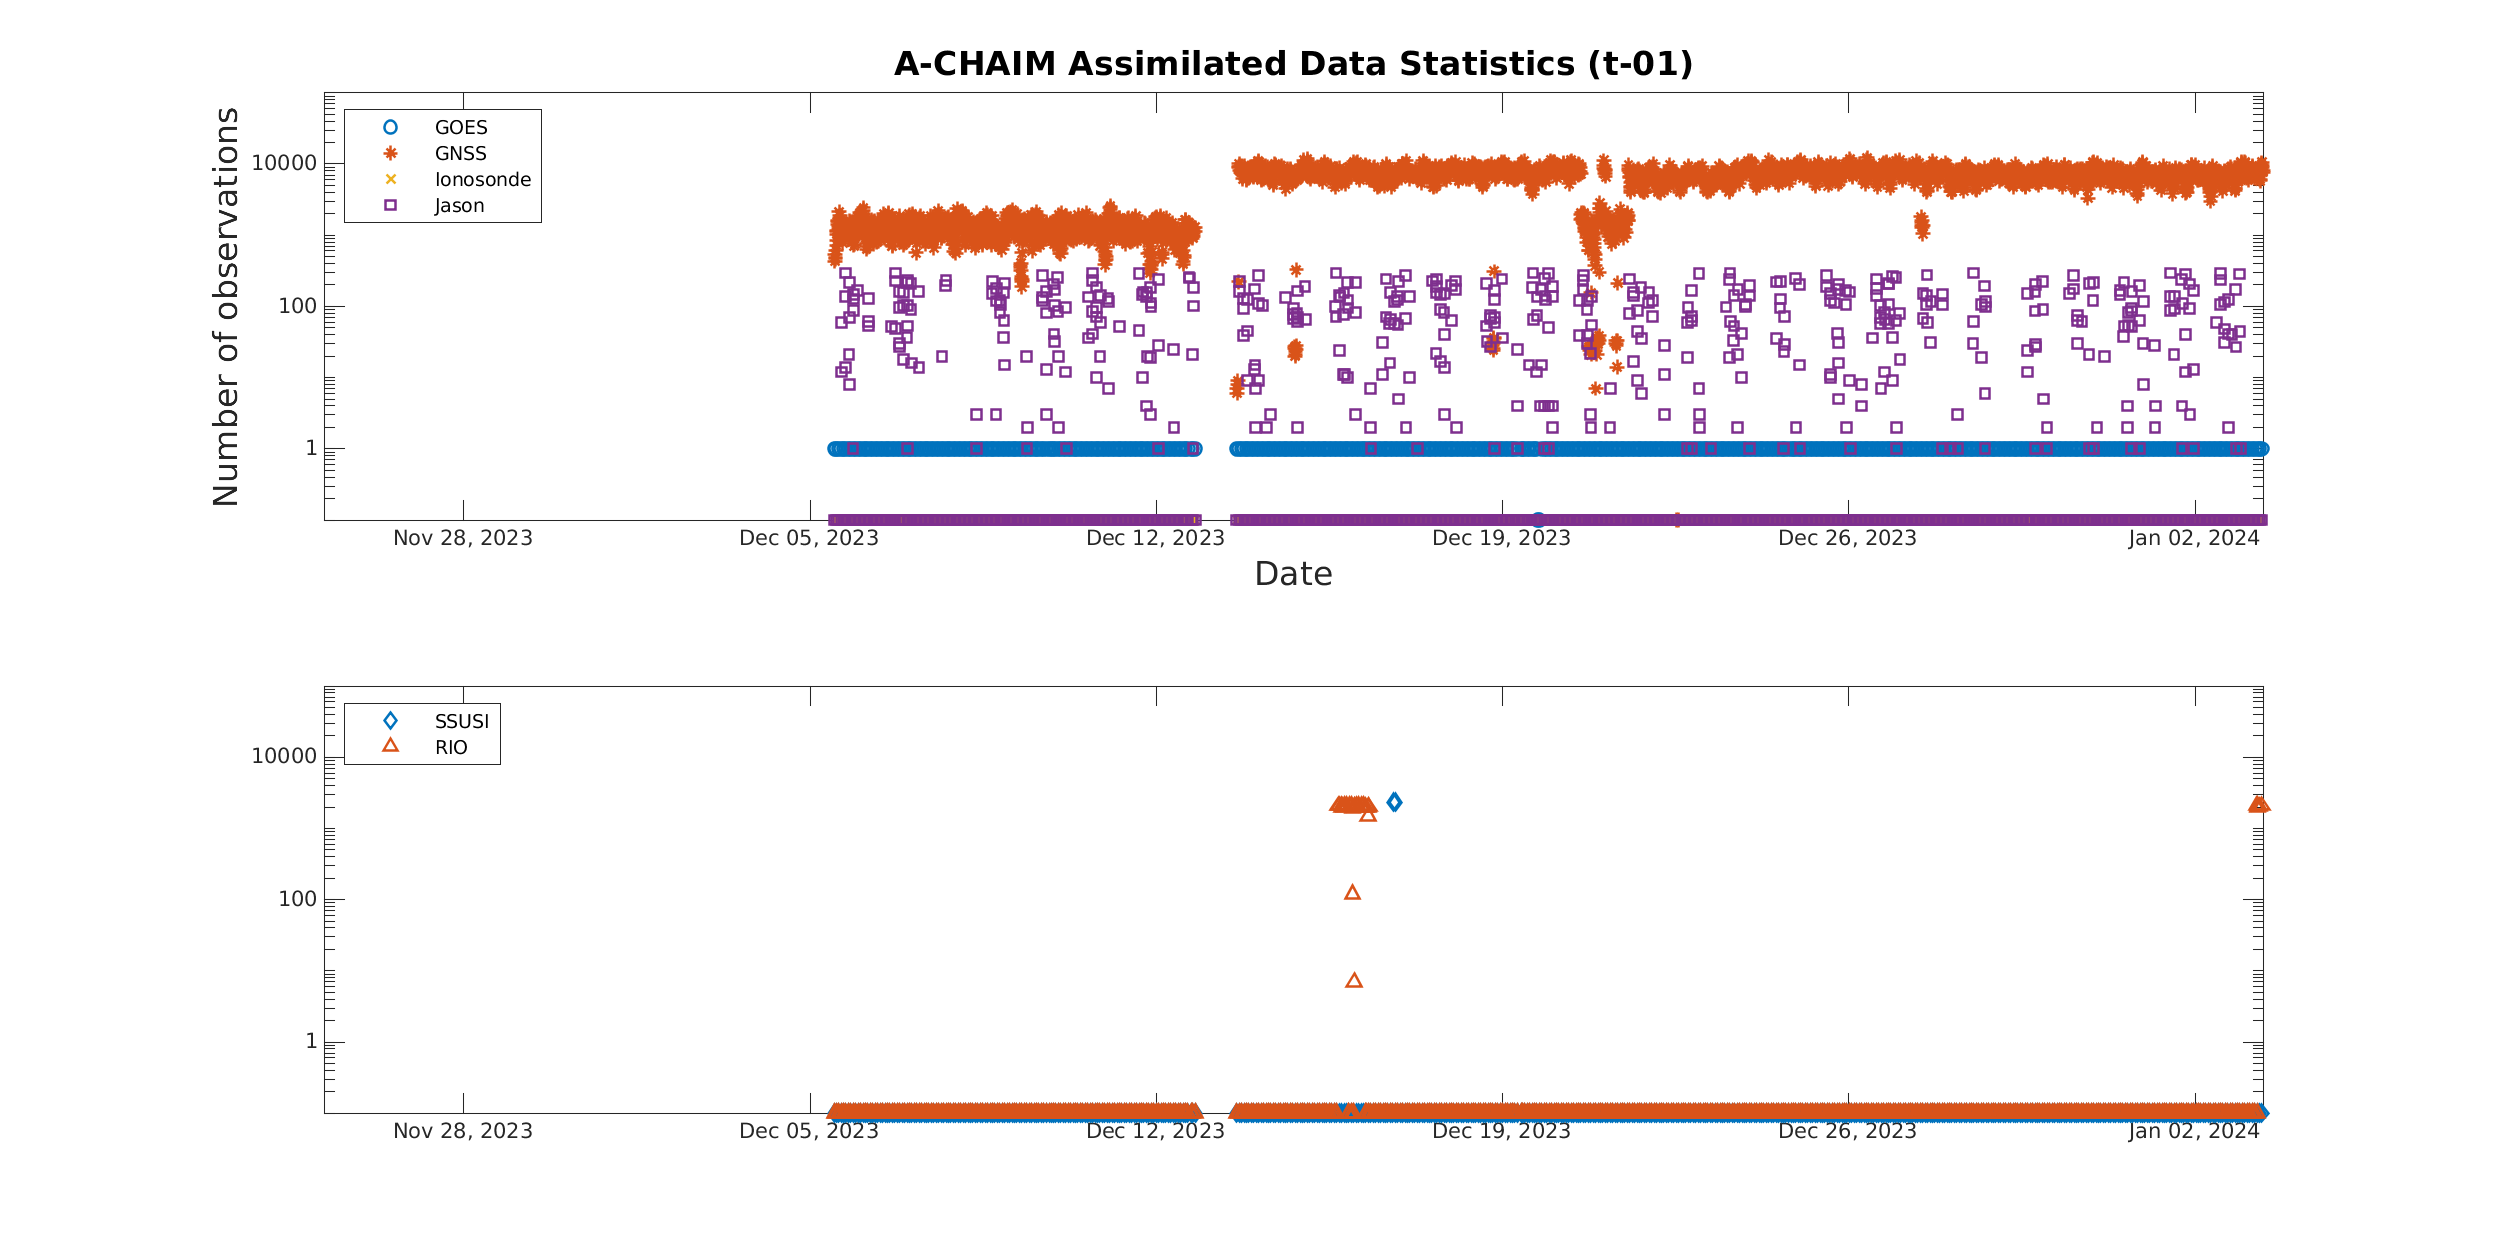 A-CHAIM Assimilated Data Statistics (t-01)
Number of observations
10000
100
1
GOES
GNSS
Ionosonde
Jason
Nov 28, 2023 Dec 05, 2023 Dec 12, 2023 Dec 19, 2023 Dec 26, 2023 Jan 02, 2024
Date
10000
100
1
SSUSI
RIO
Nov 28, 2023 Dec 05, 2023 Dec 12, 2023 Dec 19, 2023 Dec 26, 2023 Jan 02, 2024